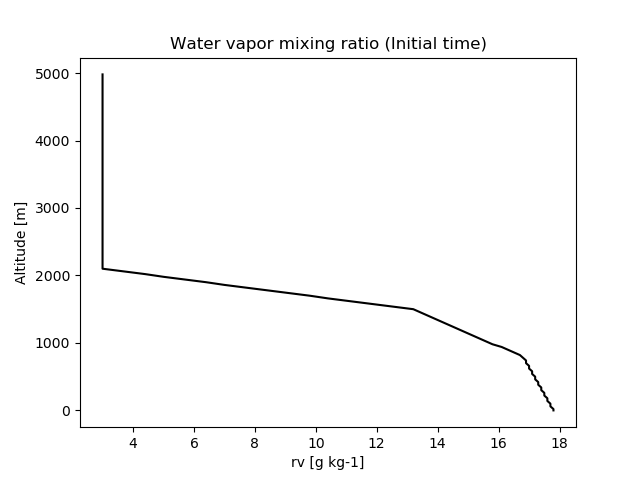 Water vapor mixing ratio (Initial time)
5000
4000
3000
2000
1000
0
Altitude [m]
4 6 8 10 12 14 16 18
rv [g kg-1]